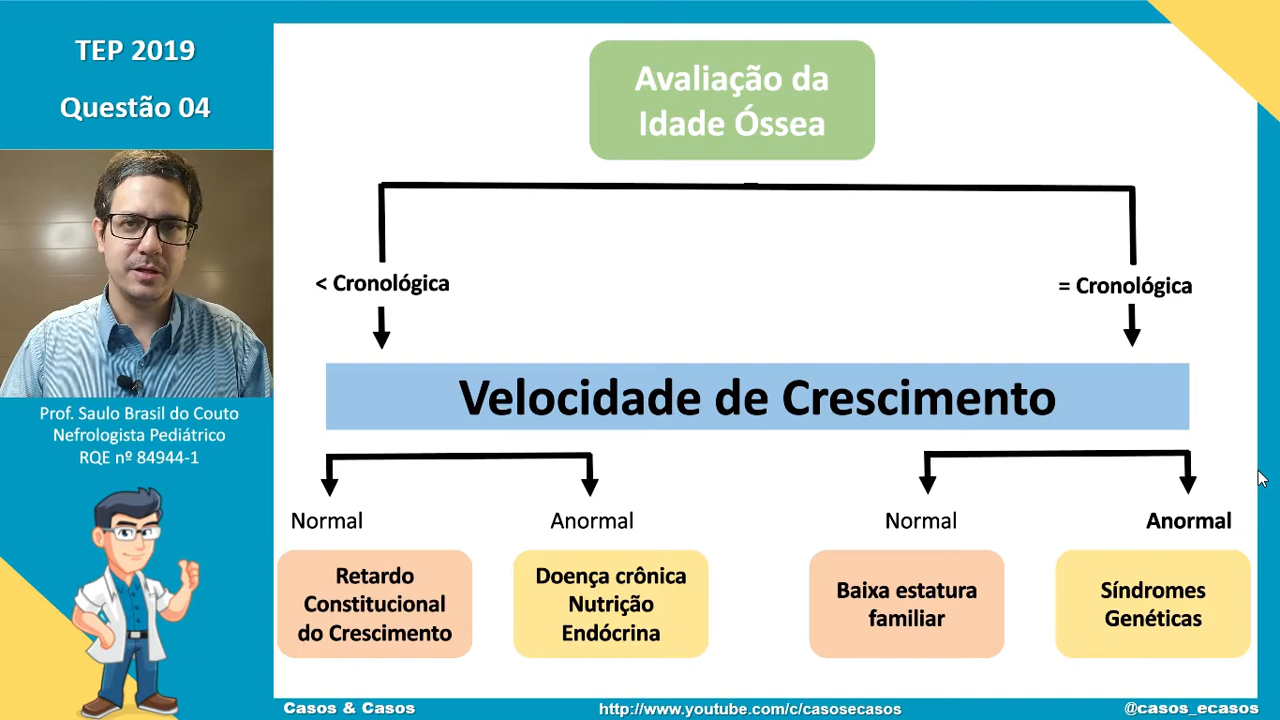 TEP 2019
Questão 04
Prof. Saulo Brasil do Couto
Nefrologista Pediátrico
RQE nº 84944-1
Avaliação da
Idade Óssea
< Cronológica
= Cronológica
Velocidade de Crescimento
Normal
Anormal
Normal
Anormal
Retardo
Constitucional
do Crescimento
Doença crônica
Nutrição
Endócrina
Baixa estatura
familiar
Síndromes
Genéticas
Casos & Casos
http://www.youtube.com/c/casosecasos
@casos_ecasos